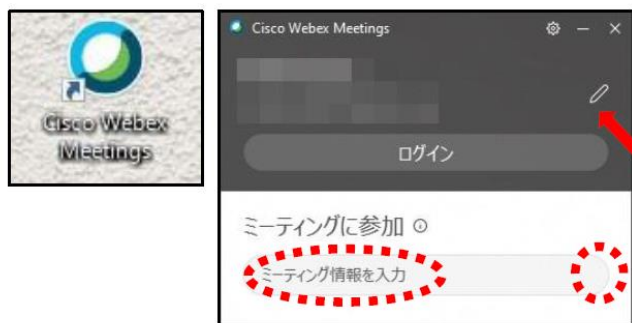 Cisco Webex
Meetings
Cisco Webex Meetings
ログイン
ミーティングに参加
ミーティング情報を入力